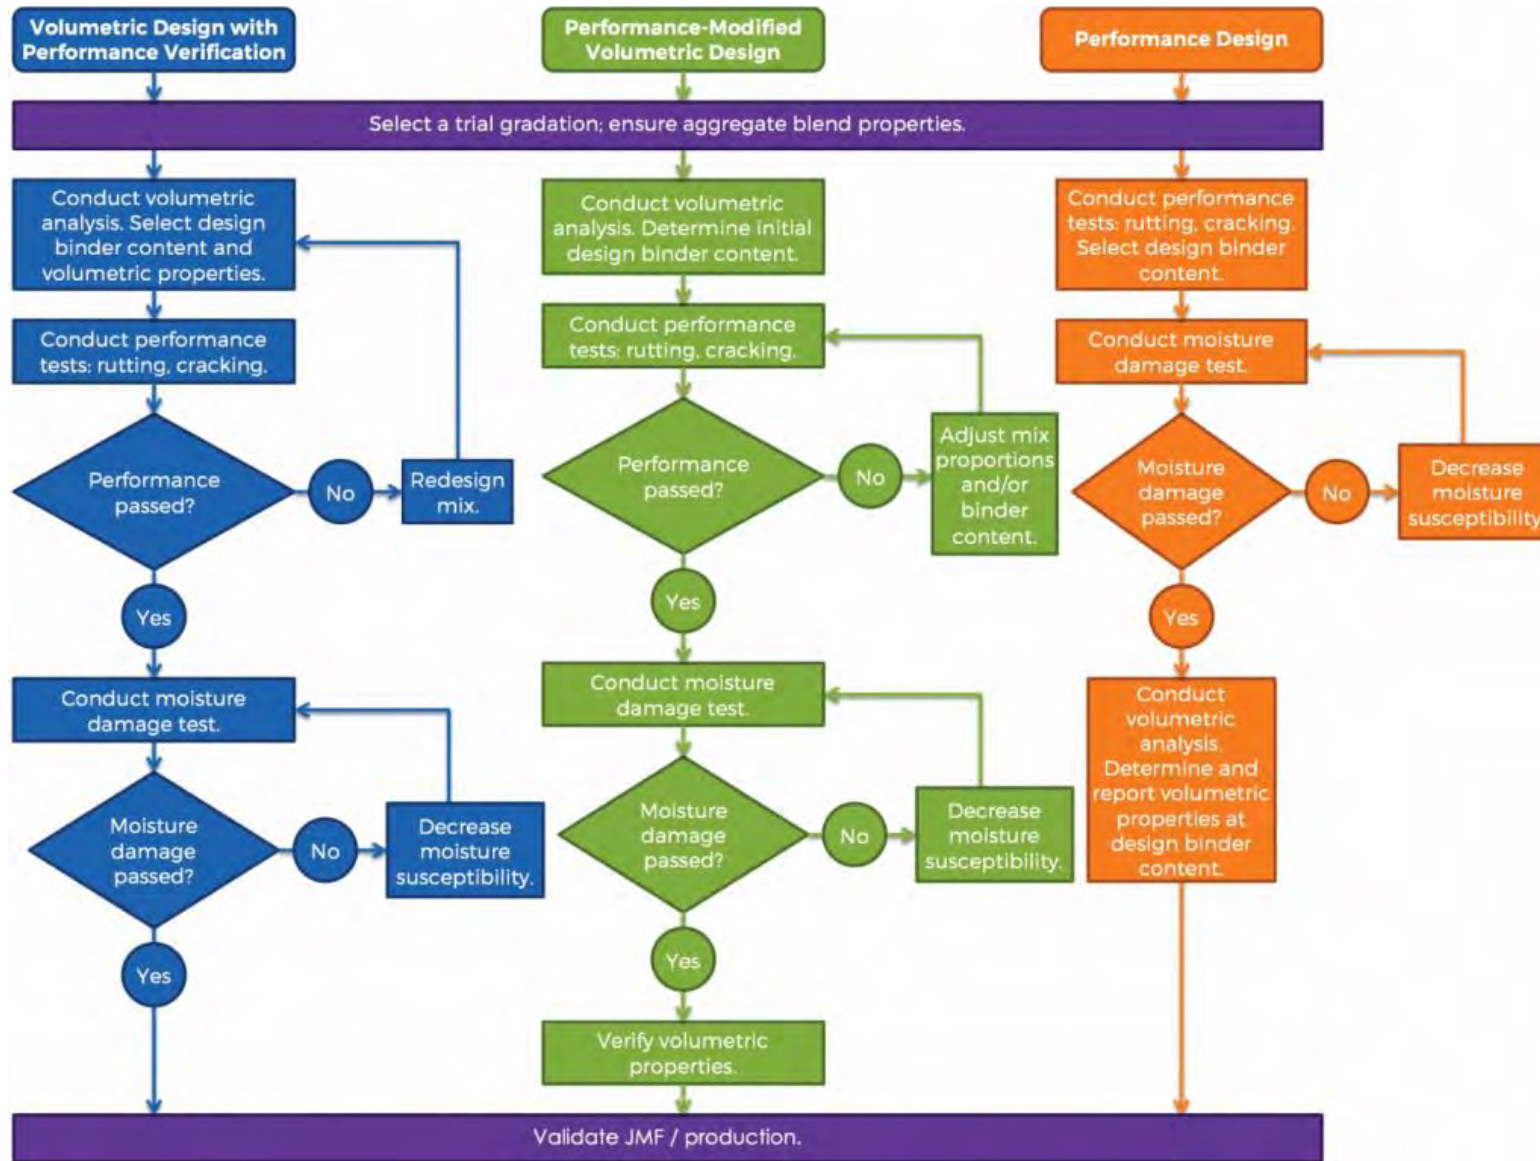 Volumetric Design with
Performance Verification
Performance-Modified
Volumetric Design
Performance Design
Select a trial gradation; ensure aggregate blend properties.
Conduct volumetric
analysis. Select design
binder content and
volumetric properties.
Conduct performance
tests: rutting, cracking.
Performance
passed?
No
Redesign
mix.
Yes
Conduct moisture
damage test.
Moisture
damage
passed?
No
Decrease
moisture
susceptibility.
Yes
Conduct volumetric
analysis. Determine initial
design binder content.
Conduct performance
tests: rutting, cracking.
Performance
passed?
No
Adjust mix
proportions
and/or
binder
content.
Yes
Conduct moisture
damage test.
Moisture
damage
passed?
No
Decrease
moisture
susceptibility.
Yes
Verify volumetric
properties.
Conduct performance
tests: rutting, cracking.
Select design binder
content.
Conduct moisture
damage test.
Moisture
damage
passed?
No
Decrease
moisture
susceptibility
Yes
Conduct
volumetric
analysis.
Determine and
report volumetric
properties at
design binder
content.
Validate JMF / production.